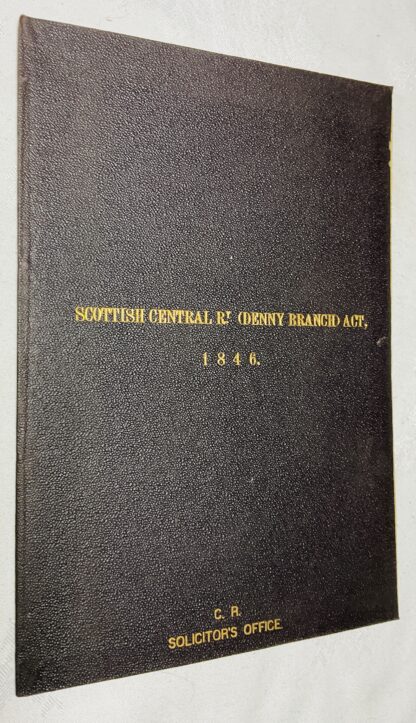 SCOTTISH CENTRAL RY (DENNY BRANCH) ACT,
1846.
C. R.
SOLICITOR'S OFFICE.